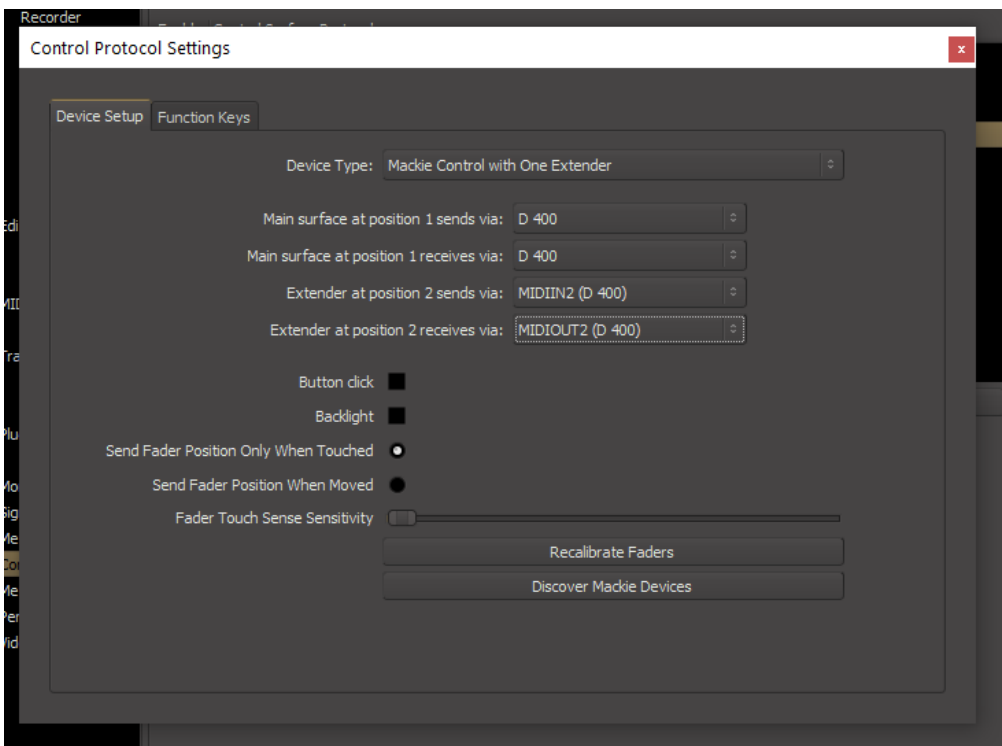 Recorder
Control Protocol Settings
x
Device Setup Function Keys
Device Type: Mackie Control with One Extender
Main surface at position 1 sends via: D 400
Main surface at position 1 receives via: D 400
Extender at position 2 sends via: MIDIIN2 (D 400)
Extender at position 2 receives via: MIDIOUT2 (D 400)
Button click
Backlight
Send Fader Position Only When Touched
Send Fader Position When Moved
Fader Touch Sense Sensitivity
Recalibrate Faders
Discover Mackie Devices